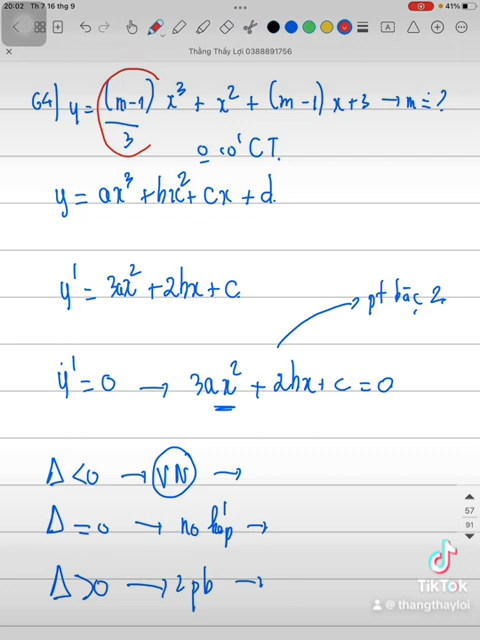 20:02 Th 7 16 thg 9
41%
Thắng Thầy Lợi 0388891756
G4) y = (m-1)/3 x³ + x² + (m-1)x+3 → m = ?
0 có CT.
y = ax³ + bx² + cx + d.
y' = 3ax² + 2bx + c.
pt bậc 2.
y' = 0 → 3ax² + 2bx + c = 0
Δ < 0 → VN →
Δ = 0 → no kép →
Δ > 0 → 2 pb →
57
91
TikTok
@thangthayloi